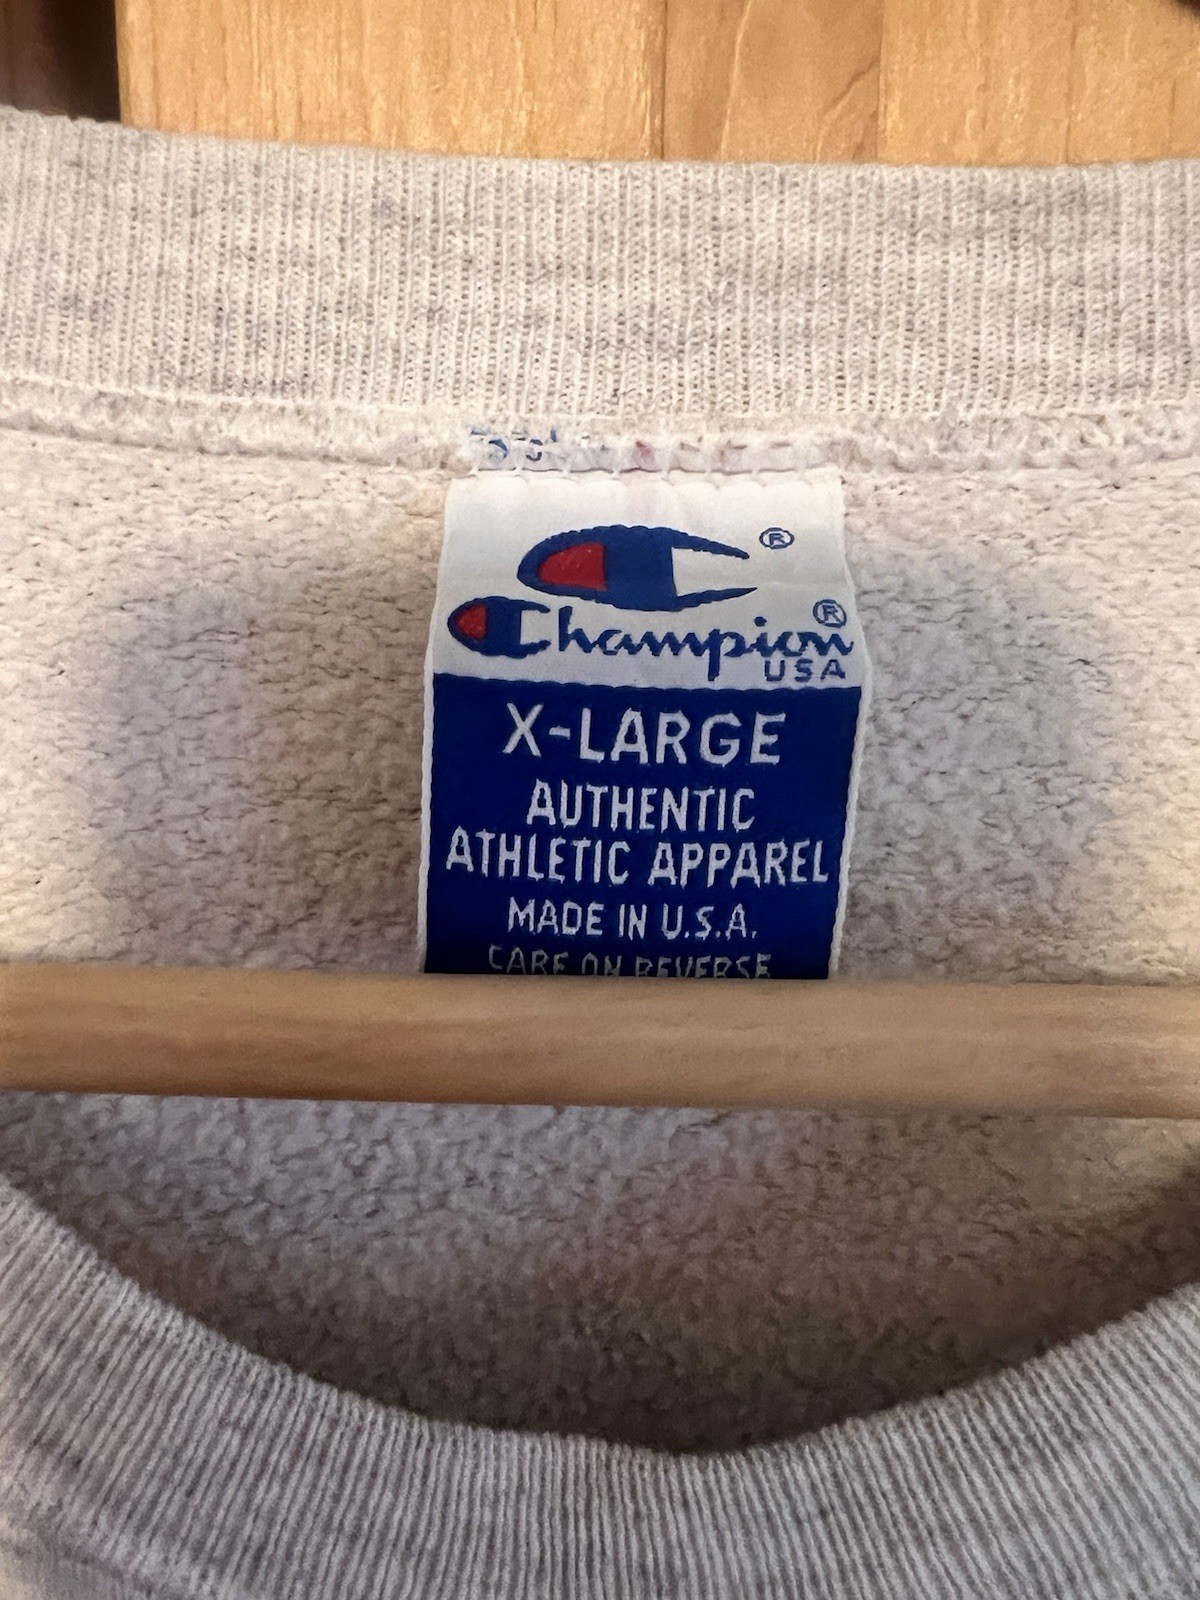 ®
Champion®
USA
X-LARGE
AUTHENTIC
ATHLETIC APPAREL
MADE IN U.S.A.
CARE ON REVERSE